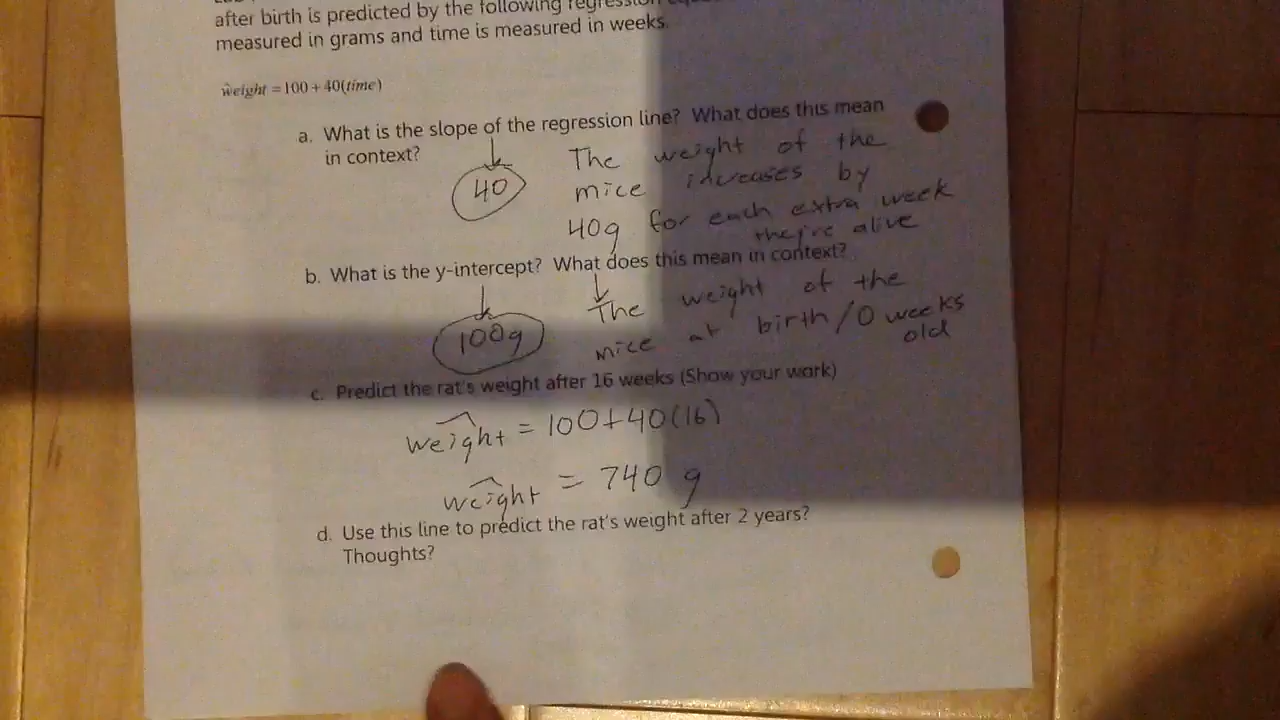 after birth is predicted by the following regression
measured in grams and time is measured in weeks.
ŵeight = 100 + 40(time)
a. What is the slope of the regression line? What does this mean
in context?
40
The weight of the
mice increases by
40g for each extra week
they're alive
b. What is the y-intercept? What does this mean in context?
100g
The weight of the
mice at birth/0 weeks
old
c. Predict the rat's weight after 16 weeks (Show your work)
weight = 100+40(16)
weight = 740 g
d. Use this line to predict the rat's weight after 2 years?
Thoughts?